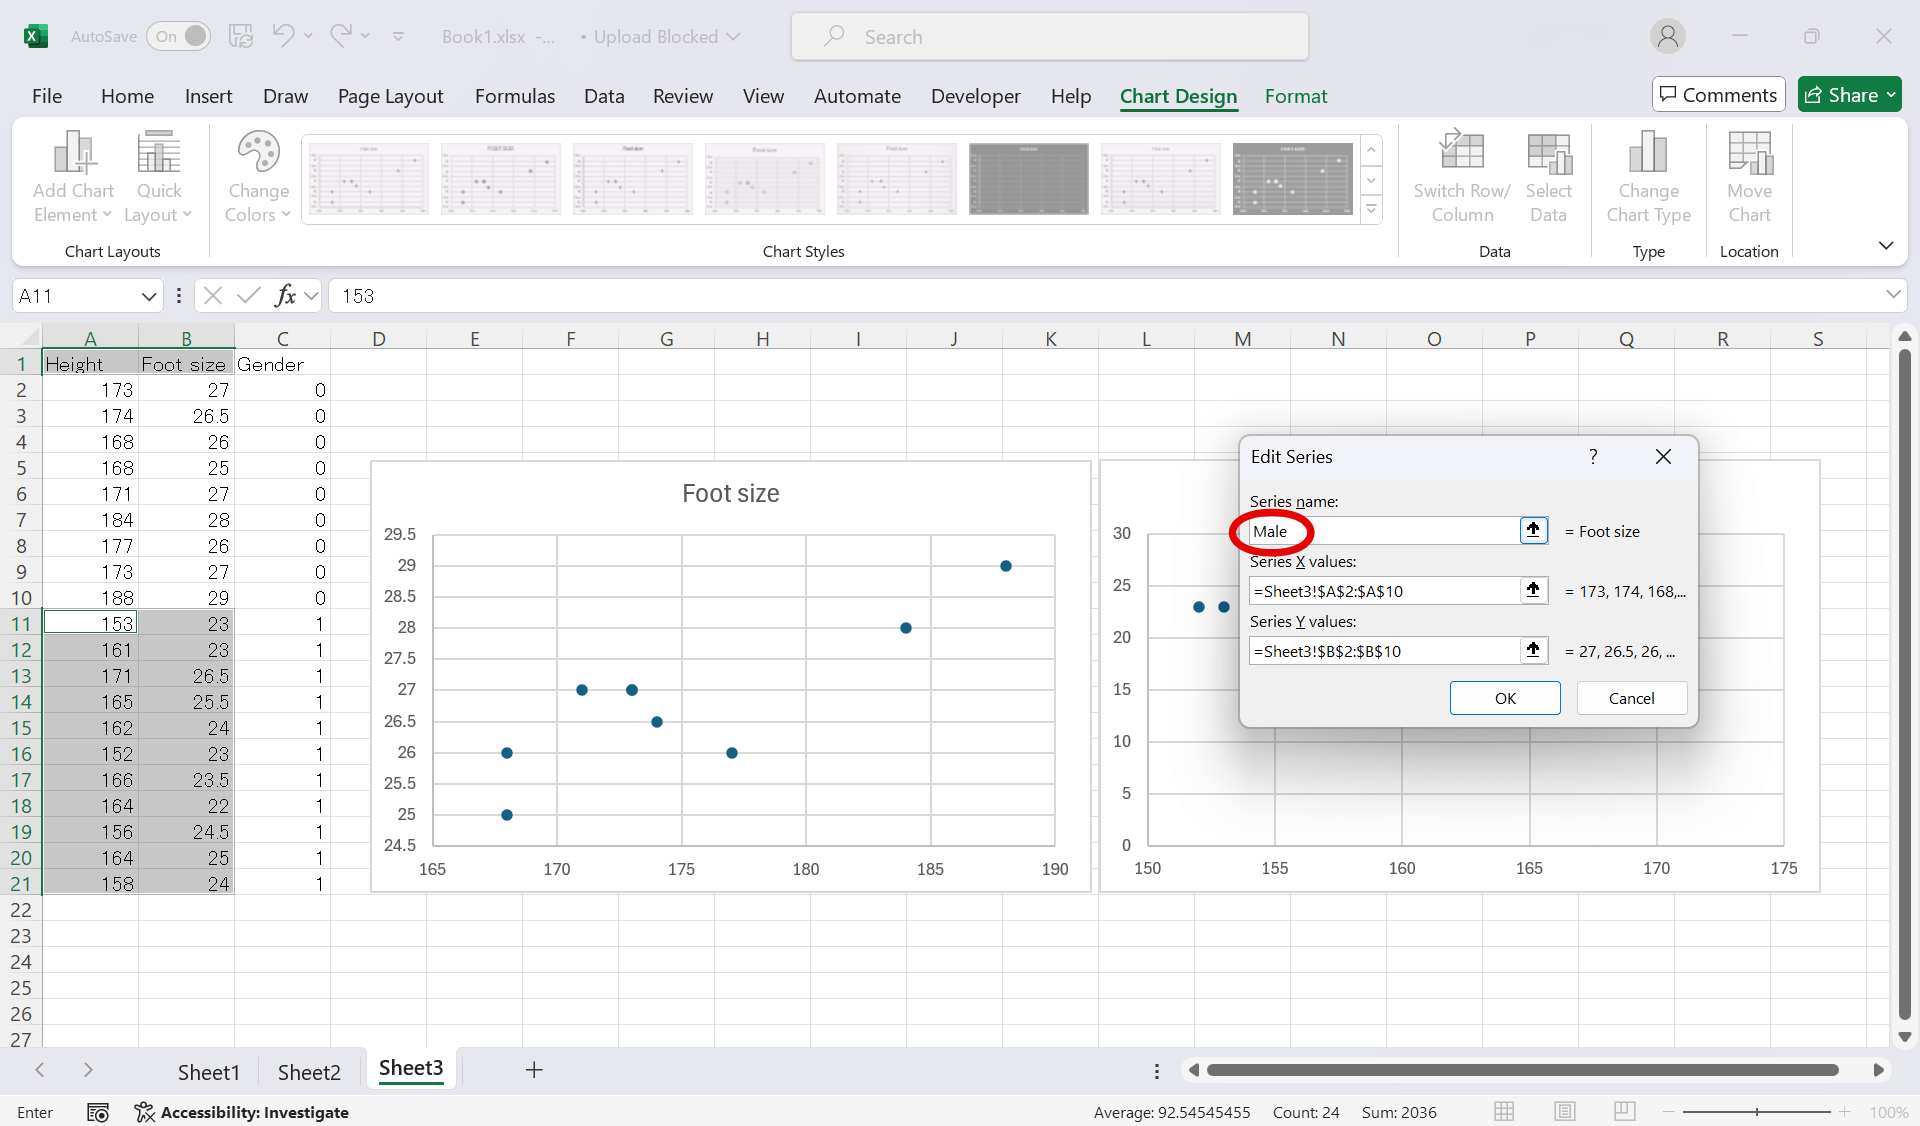 AutoSave On Book1.xlsx -... • Upload Blocked Search
File Home Insert Draw Page Layout Formulas Data Review View Automate Developer Help Chart Design Format Comments Share
Add Chart Element Quick Layout Change Colors Switch Row/ Column Select Data Change Chart Type Move Chart
Chart Layouts Chart Styles Data Type Location
A11 fx 153
A B C D E F G H I J K L M N O P Q R S
1 Height Foot size Gender
2 173 27 0
3 174 26.5 0
4 168 26 0
5 168 25 0
6 171 27 0
7 184 28 0
8 177 26 0
9 173 27 0
10 188 29 0
11 153 23 1
12 161 23 1
13 171 26.5 1
14 165 25.5 1
15 162 24 1
16 152 23 1
17 166 23.5 1
18 164 22 1
19 156 24.5 1
20 164 25 1
21 158 24 1
22
23
24
25
26
27
Foot size
29.5
29
28.5
28
27.5
27
26.5
26
25.5
25
24.5
165 170 175 180 185 190
30
25
20
15
10
5
0
150 155 160 165 170 175
Edit Series ?
Series name:
Male = Foot size
Series X values:
=Sheet3!$A$2:$A$10 = 173, 174, 168,...
Series Y values:
=Sheet3!$B$2:$B$10 = 27, 26.5, 26, ...
OK Cancel
Sheet1 Sheet2 Sheet3
Enter Accessibility: Investigate Average: 92.54545455 Count: 24 Sum: 2036 100%